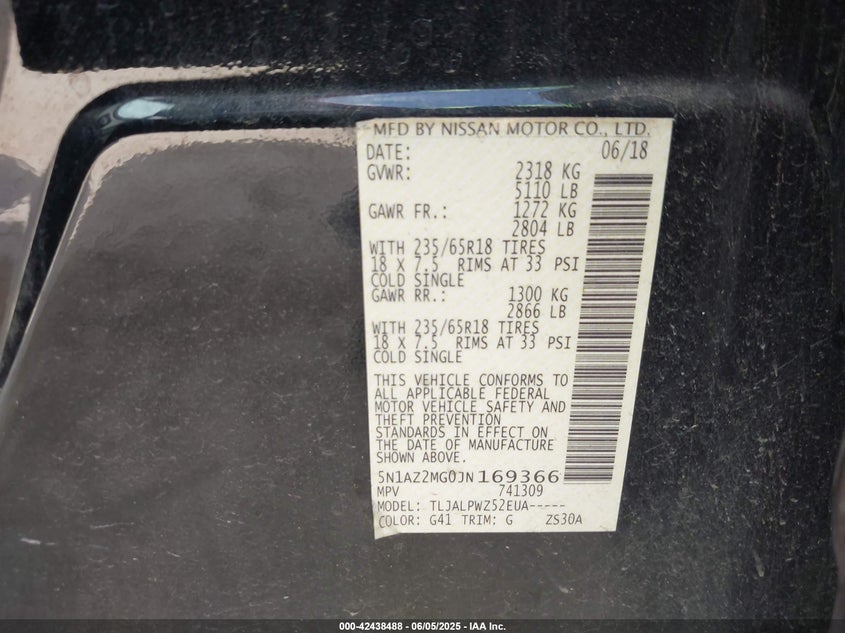 MFD BY NISSAN MOTOR CO., LTD.
DATE: 06/18
GVWR: 2318 KG
5110 LB
GAWR FR.: 1272 KG
2804 LB
WITH 235/65R18 TIRES
18 X 7.5 RIMS AT 33 PSI
COLD SINGLE
GAWR RR.: 1300 KG
2866 LB
WITH 235/65R18 TIRES
18 X 7.5 RIMS AT 33 PSI
COLD SINGLE
THIS VEHICLE CONFORMS TO
ALL APPLICABLE FEDERAL
MOTOR VEHICLE SAFETY AND
THEFT PREVENTION
STANDARDS IN EFFECT ON
THE DATE OF MANUFACTURE
SHOWN ABOVE.
5N1AZ2MG0JN169366
MPV 741309
MODEL: TLJALPWZ52EUA-----
COLOR: G41 TRIM: G ZS30A
000-42438488 - 06/05/2025 - IAA Inc.